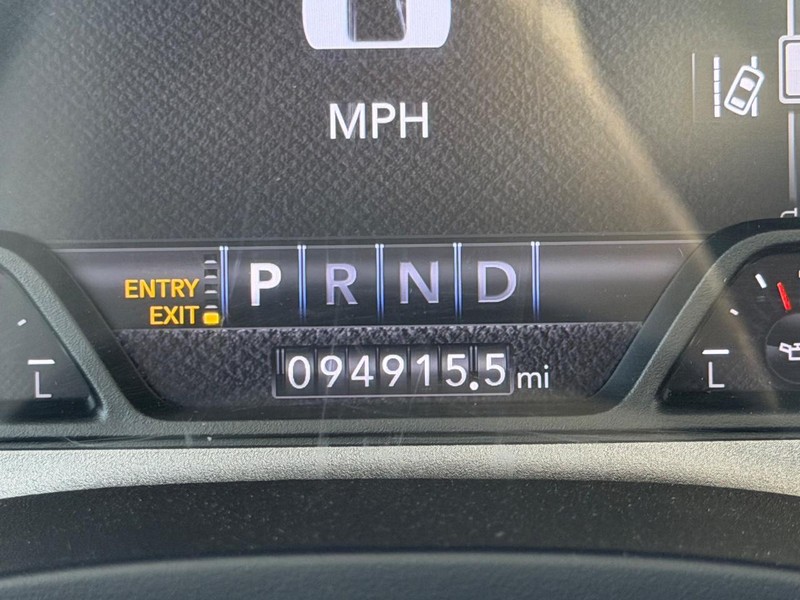 MPH
ENTRY
EXIT
P R N D
094915.5 mi
L
L